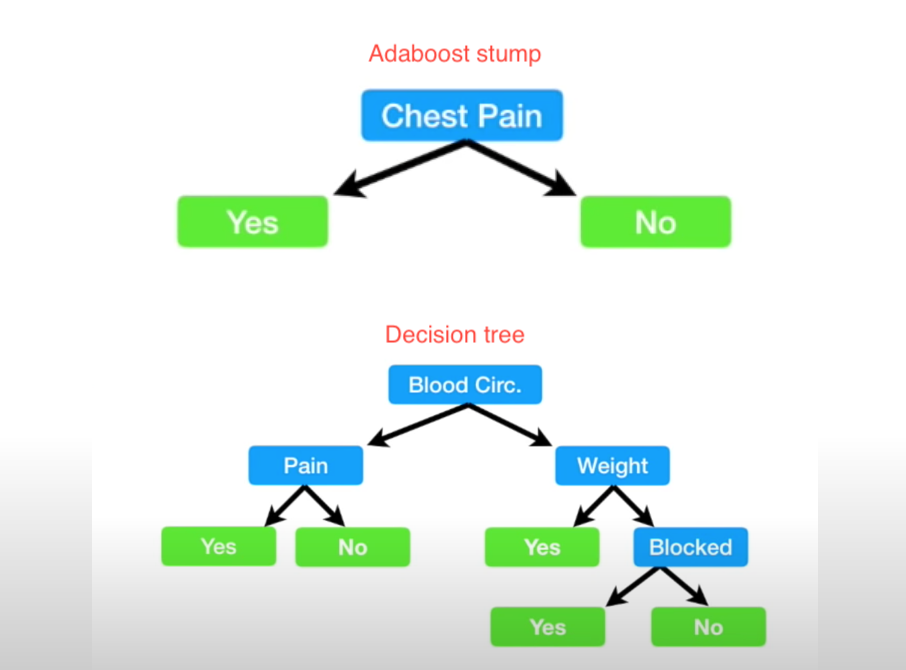 Adaboost stump
Chest Pain
Yes
No
Decision tree
Blood Circ.
Pain
Weight
Yes
No
Yes
Blocked
Yes
No